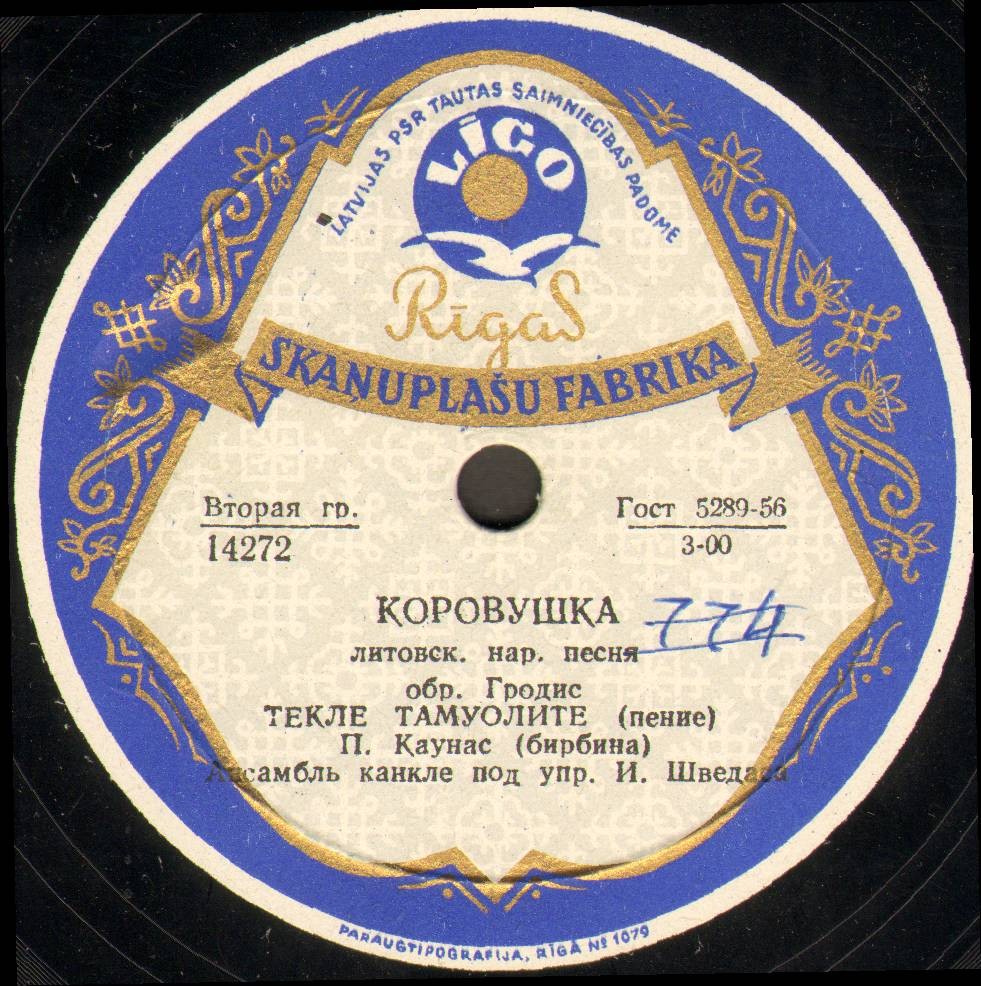 LATVIJAS PSR TAUTAS SAIMNIECĪBAS PADOME
LĪGO
Rīgas
SKAŅUPLAŠU FABRIKA
Вторая гр.
14272
Гост 5289-56
3-00
КОРОВУШКА
774
литовск. нар. песня
обр. Гродис
ТЕКЛЕ ТАМУОЛИТЕ (пение)
П. Каунас (бирбина)
Ансамбль канкле под упр. И. Шведаса
PARAUGTIPOGRAFIJA, RĪGĀ № 1079